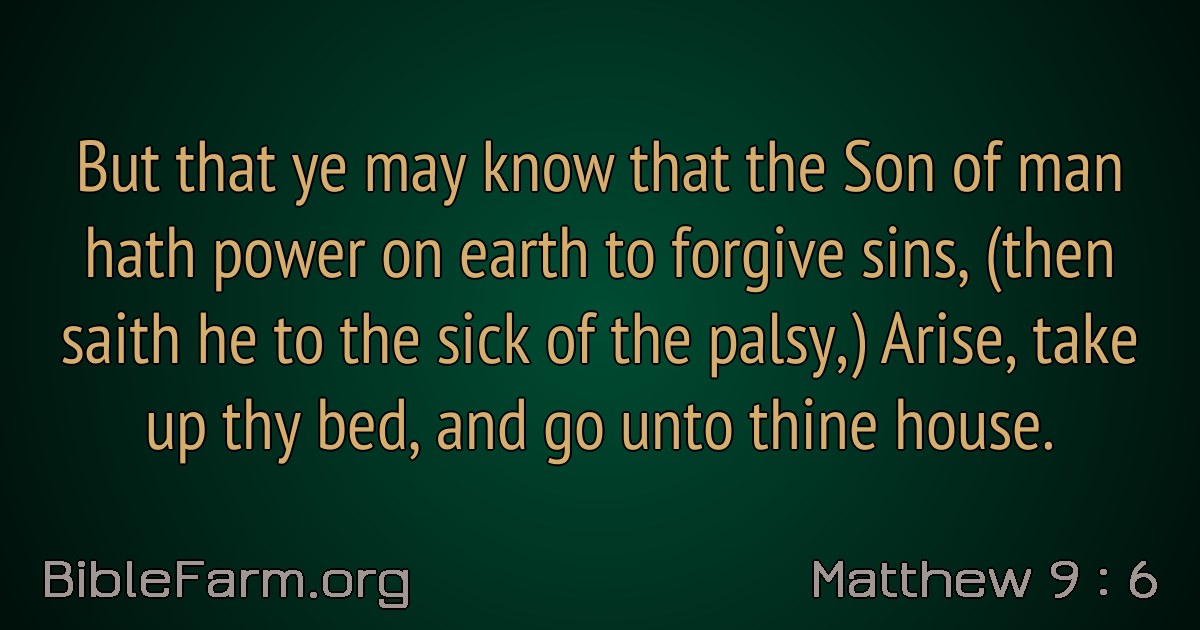 But that ye may know that the Son of man
hath power on earth to forgive sins, (then
saith he to the sick of the palsy,) Arise, take
up thy bed, and go unto thine house.
BibleFarm.org
Matthew 9 : 6